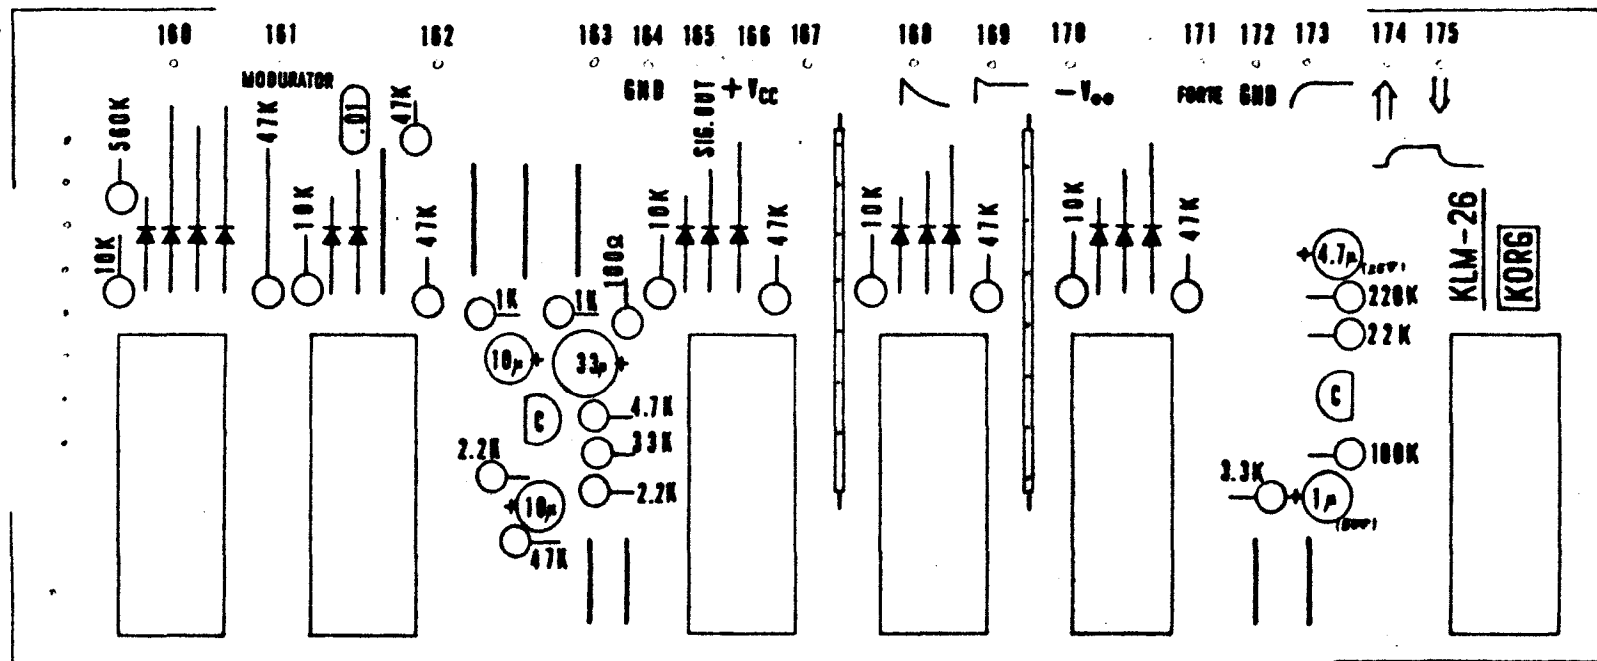 160 161 162 163 164 165 166 167 168 169 170 171 172 173 174 175
MODURATOR
GND
+VCC
-Vee
FORTE
GND
560K
47K
.01
47K
SIG.OUT
10K
10K
47K
10K
47K
10K
47K
10K
47K
100Ω
KLM-26
KORG
+4.7μ
(25V)
220K
22K
1K
1K
10μ+
33μ+
C
4.7K
33K
2.2K
2.2K
+10μ
47K
C
100K
3.3K
+1μ
(50V)